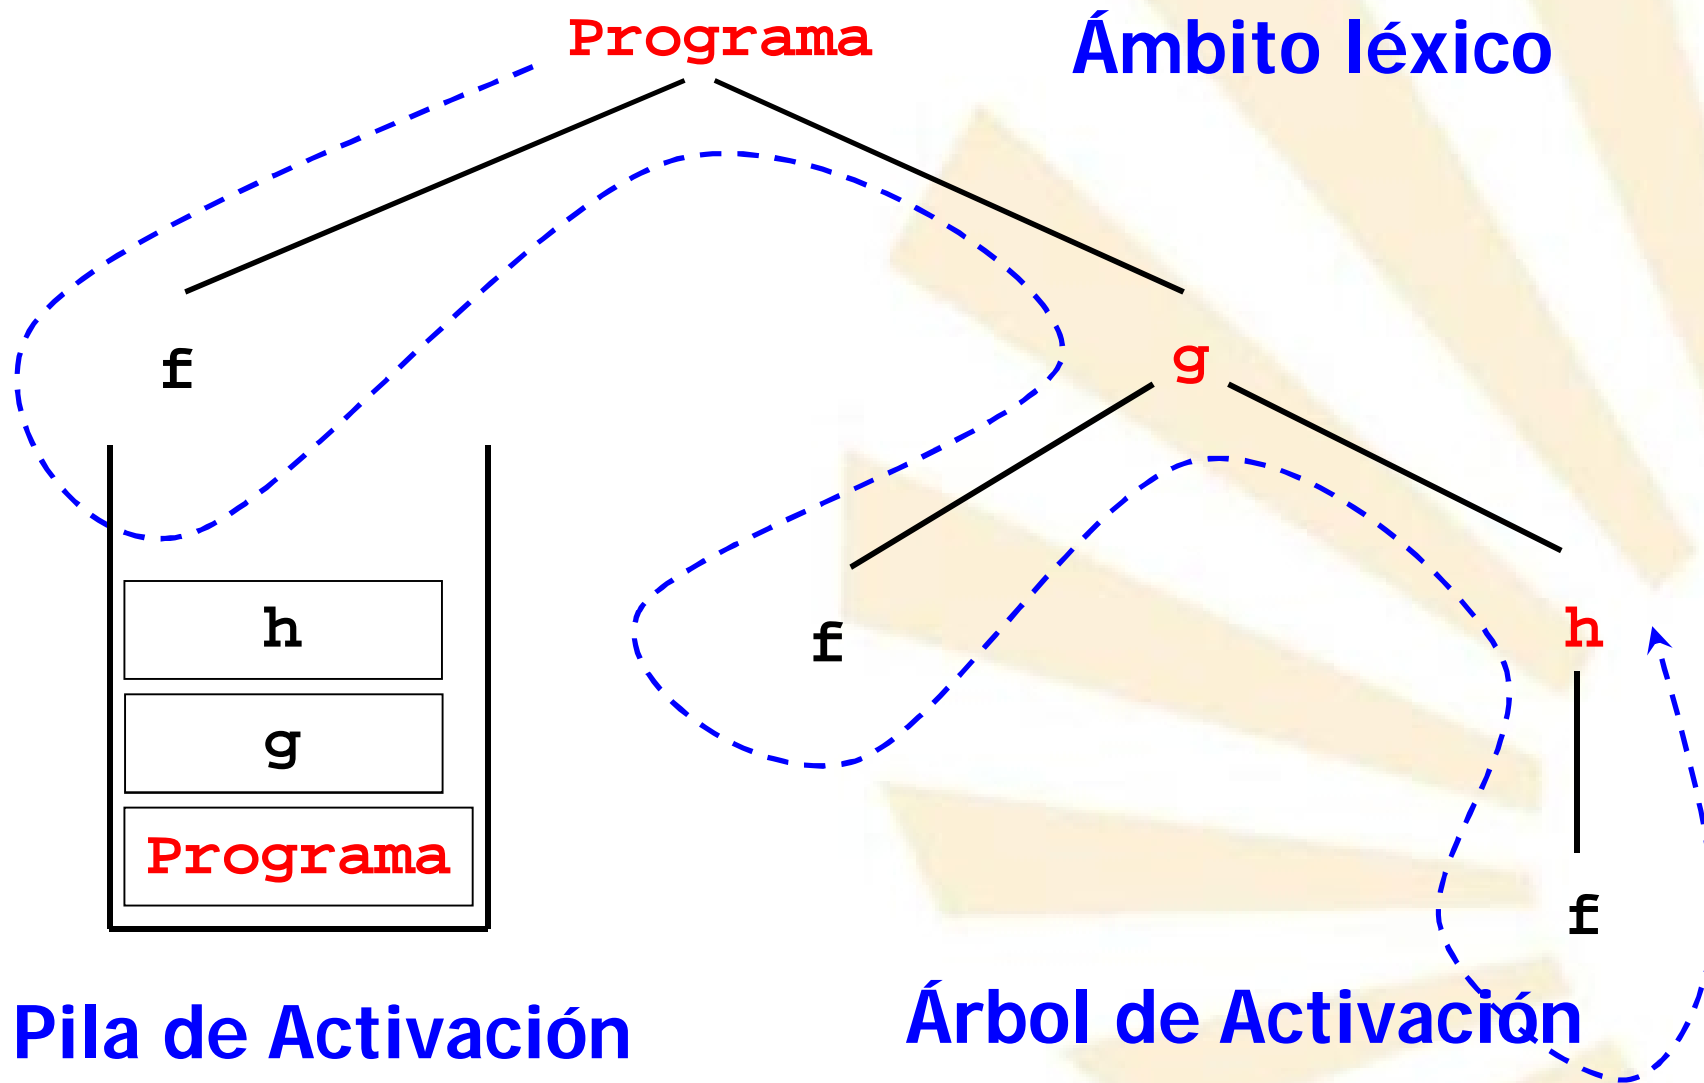 Programa
Ámbito léxico
f
g
h
f
h
g
Programa
f
Pila de Activación
Árbol de Activación